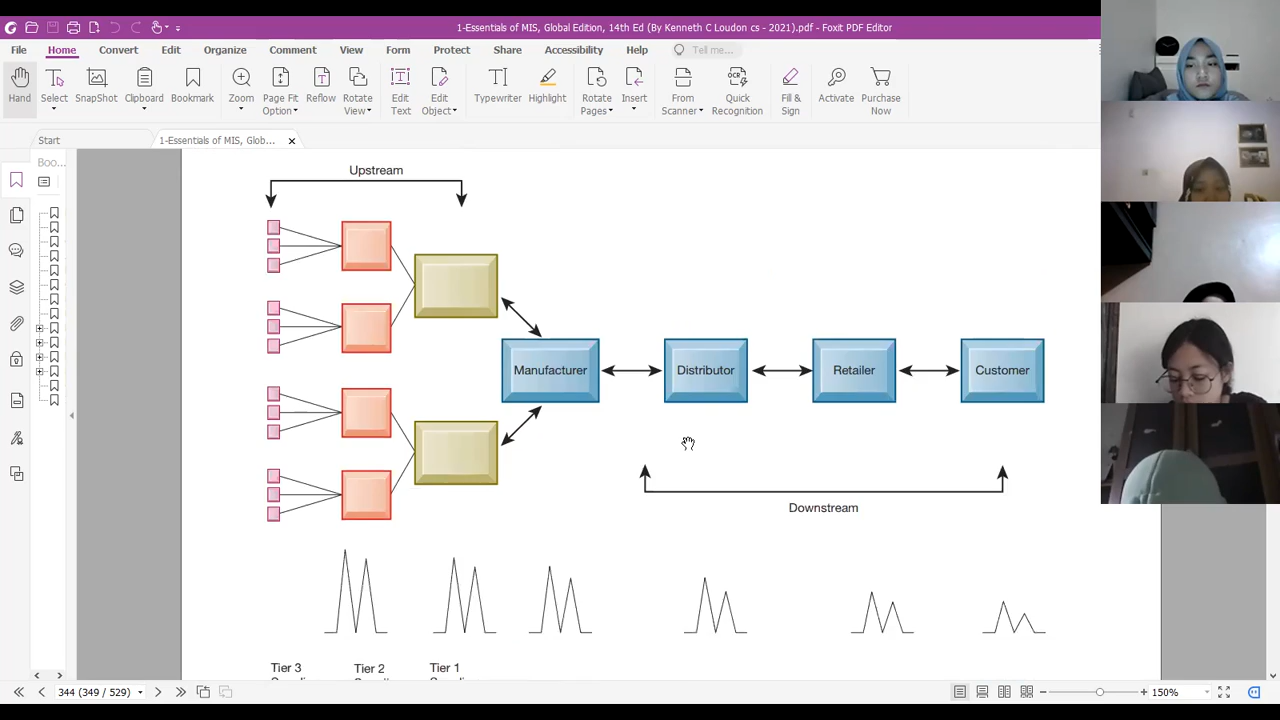 1-Essentials of MIS, Global Edition, 14th Ed (By Kenneth C Loudon cs - 2021).pdf - Foxit PDF Editor
File Home Convert Edit Organize Comment View Form Protect Share Accessibility Help Tell me...
Hand Select SnapShot Clipboard Bookmark Zoom Page Fit Option Reflow Rotate View Edit Text Edit Object Typewriter Highlight Rotate Pages Insert From Scanner Quick Recognition Fill & Sign Activate Purchase Now
OCR
Start 1-Essentials of MIS, Glob...
Boo...
Upstream
Manufacturer Distributor Retailer Customer
Downstream
Tier 3 Tier 2 Tier 1
344 (349 / 529) 150%